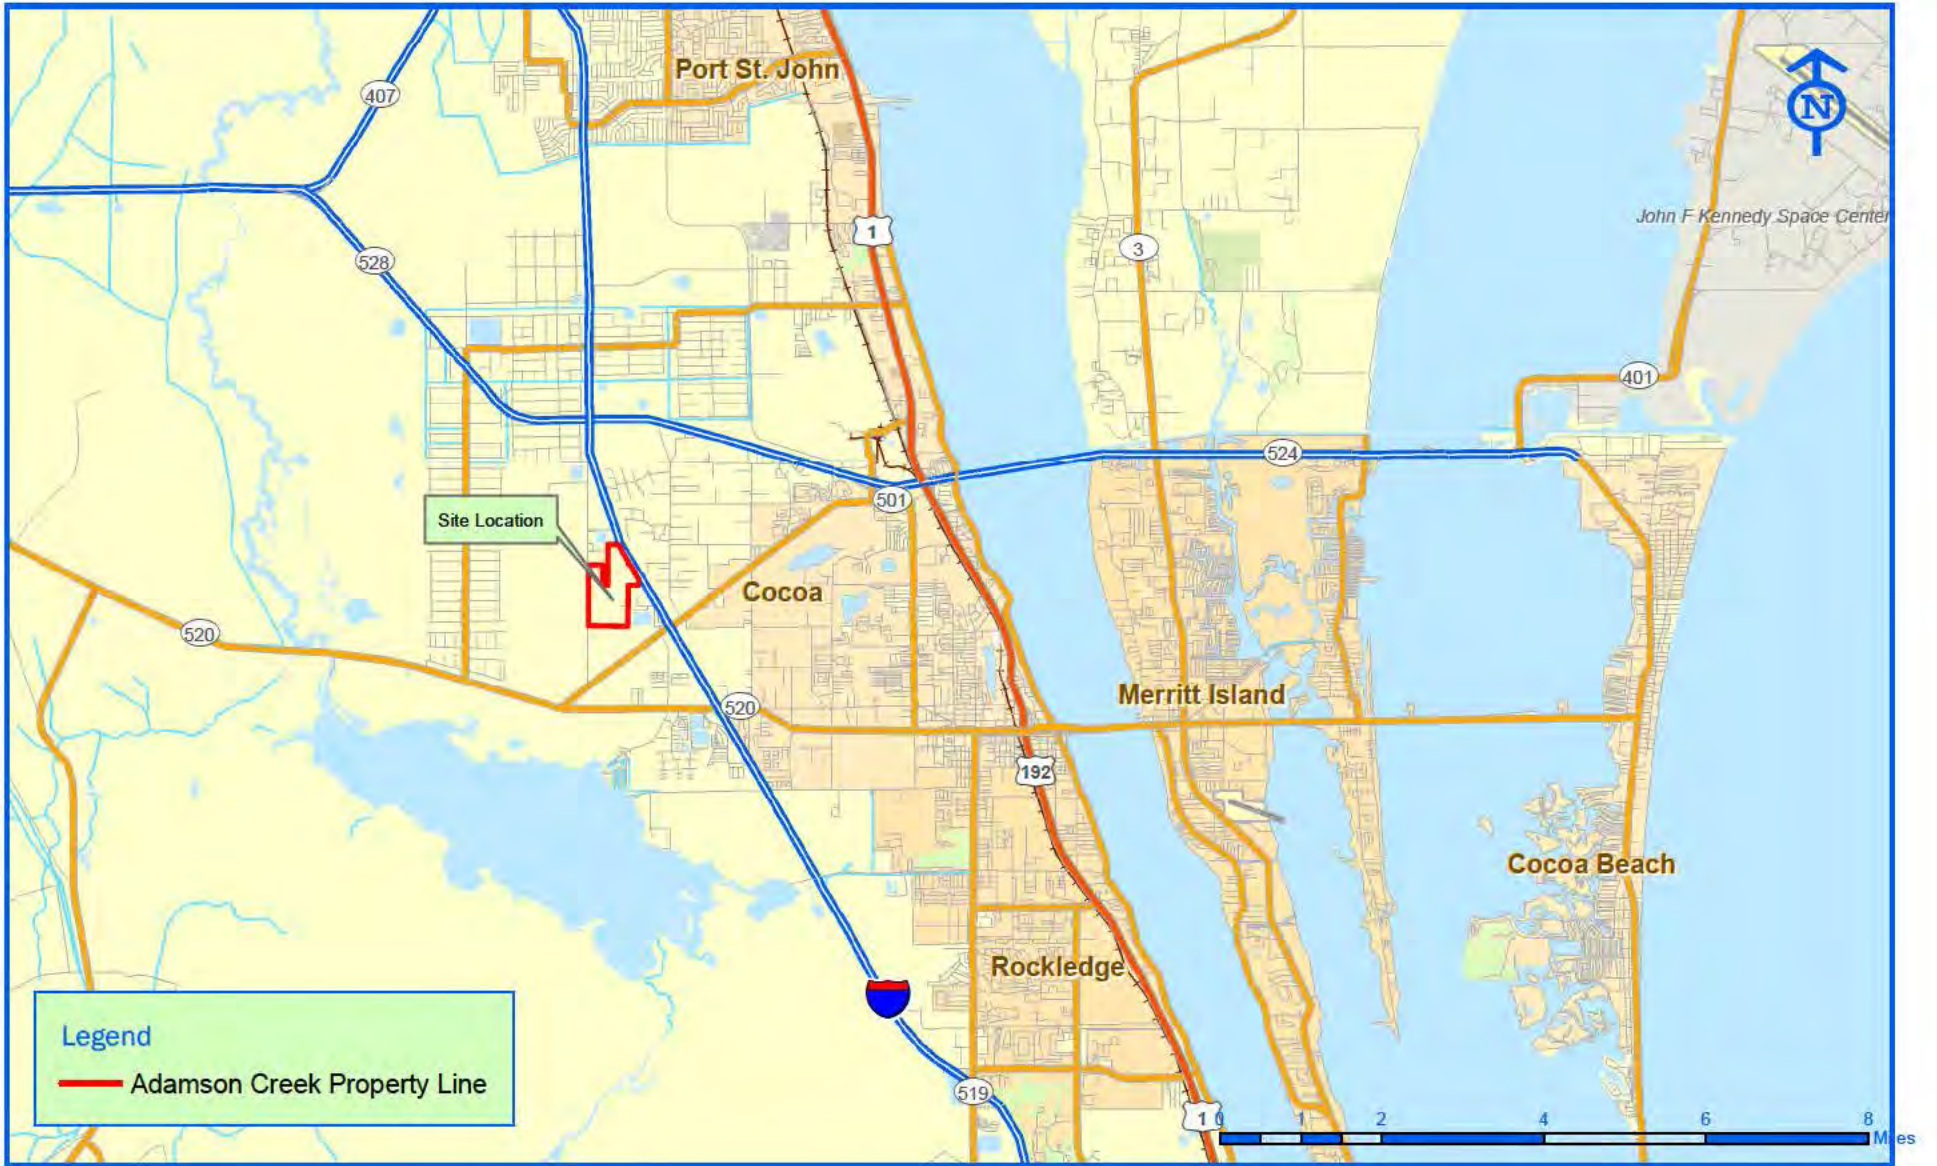 Port St. John
407
N
John F Kennedy Space Center
1
3
528
401
524
501
Site Location
Cocoa
520
Merritt Island
520
192
Cocoa Beach
Rockledge
Legend
Adamson Creek Property Line
519
1
0 1 2 4 6 8
Miles